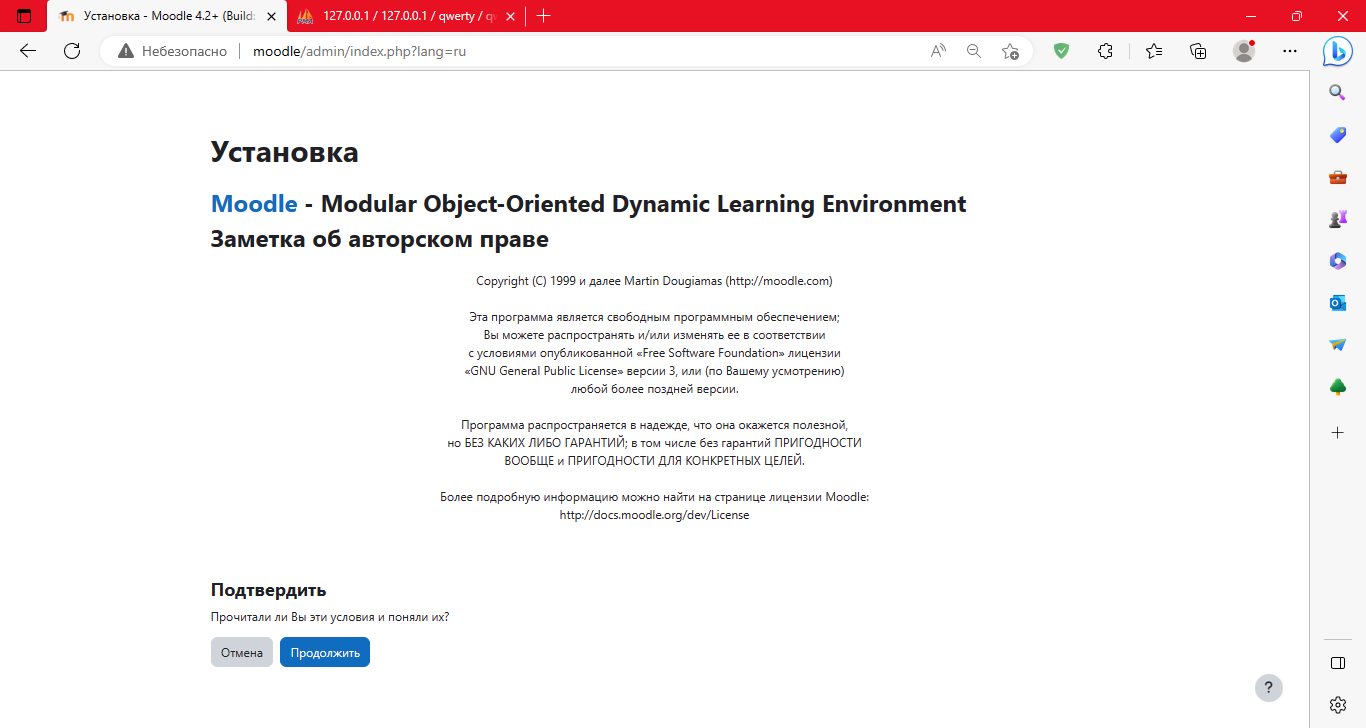 Установка - Moodle 4.2+ (Build:
127.0.0.1 / 127.0.0.1 / qwerty / qw
Небезопасно
moodle/admin/index.php?lang=ru
Установка
Moodle - Modular Object-Oriented Dynamic Learning Environment
Заметка об авторском праве
Copyright (C) 1999 и далее Martin Dougiamas (http://moodle.com)
Эта программа является свободным программным обеспечением;
Вы можете распространять и/или изменять ее в соответствии
с условиями опубликованной «Free Software Foundation» лицензии
«GNU General Public License» версии 3, или (по Вашему усмотрению)
любой более поздней версии.
Программа распространяется в надежде, что она окажется полезной,
но БЕЗ КАКИХ ЛИБО ГАРАНТИЙ; в том числе без гарантий ПРИГОДНОСТИ
ВООБЩЕ и ПРИГОДНОСТИ ДЛЯ КОНКРЕТНЫХ ЦЕЛЕЙ.
Более подробную информацию можно найти на странице лицензии Moodle:
http://docs.moodle.org/dev/License
Подтвердить
Прочитали ли Вы эти условия и поняли их?
Отмена
Продолжить
?